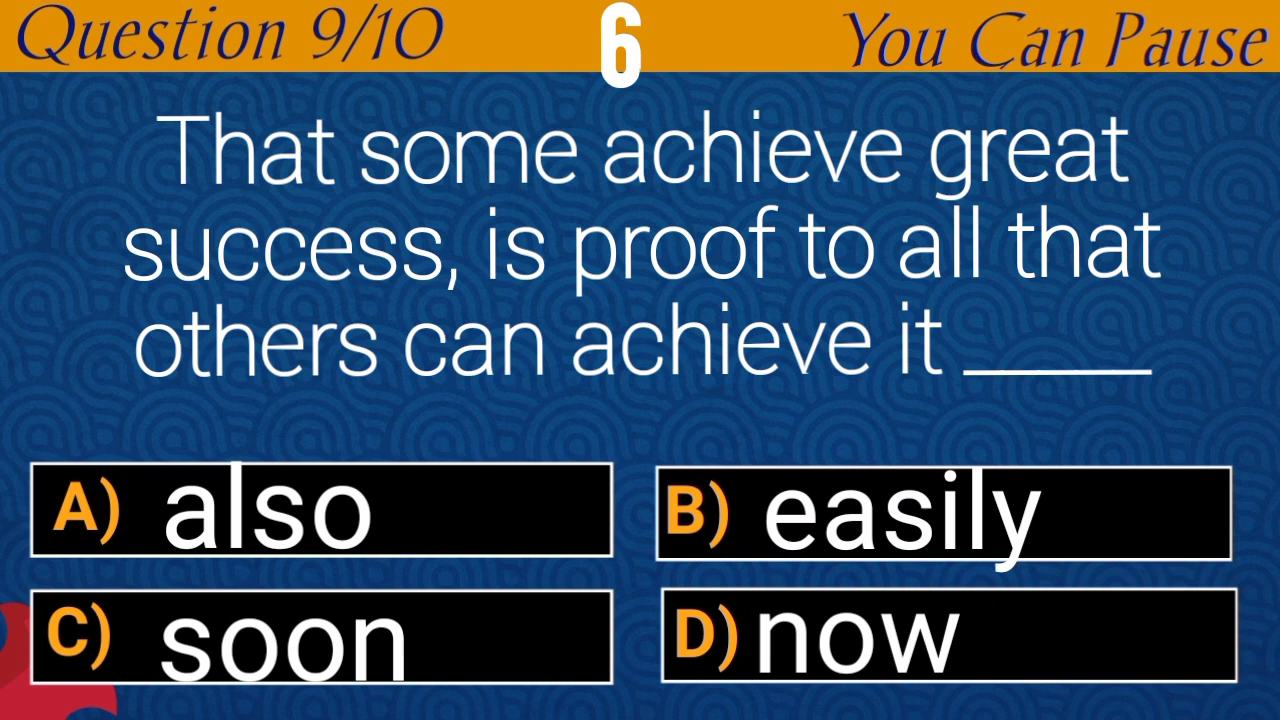 Question 9/10
6
You Can Pause
That some achieve great
success, is proof to all that
others can achieve it _____
A) also
B) easily
C) soon
D) now